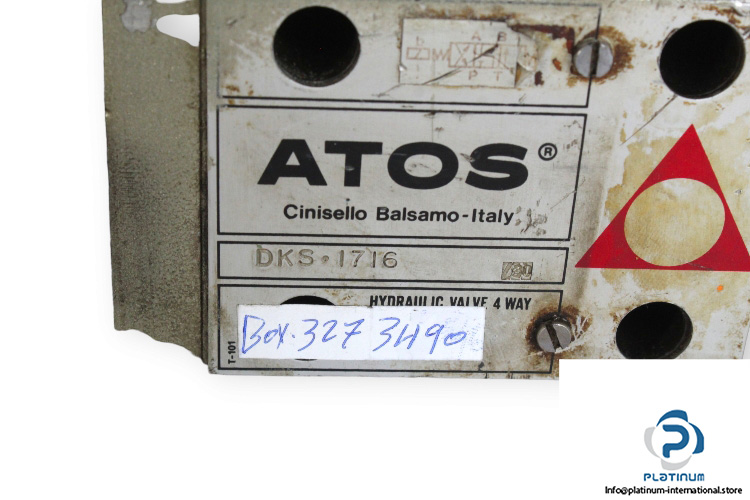 b A B
P T
ATOS®
Cinisello Balsamo-Italy
DKS·1716
HYDRAULIC VALVE 4 WAY
Box.327 3490
T-101
PLATINUM
Info@platinum-international.store